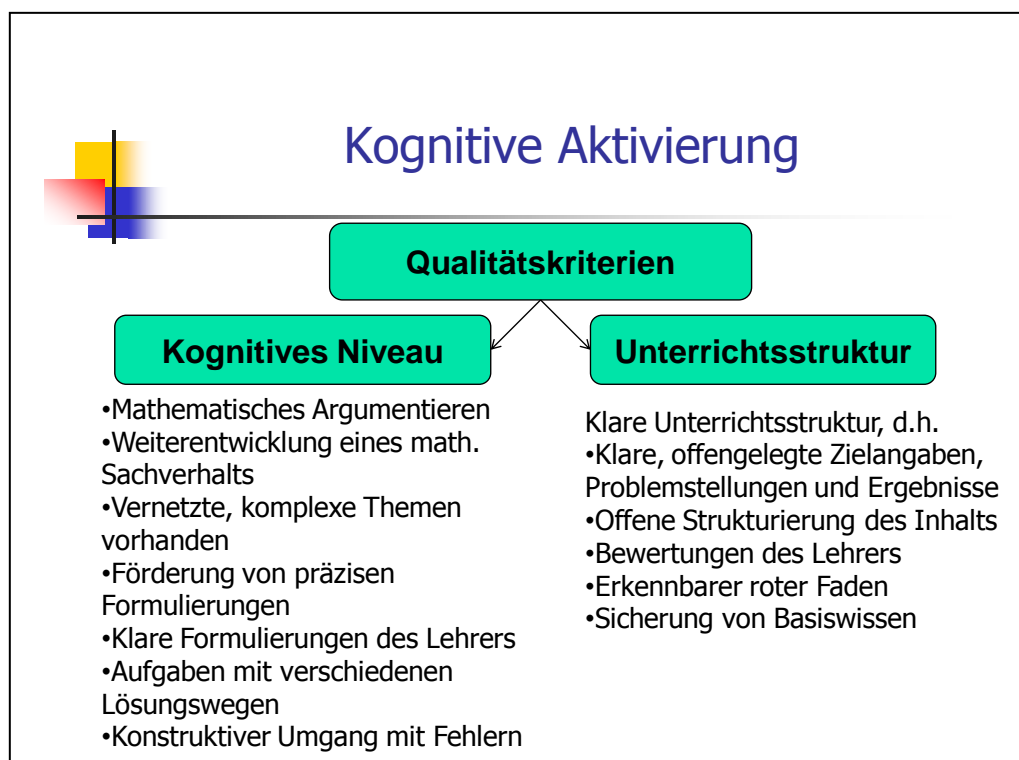 Kognitive Aktivierung
Qualitätskriterien
Kognitives Niveau
•Mathematisches Argumentieren
•Weiterentwicklung eines math.
Sachverhalts
•Vernetzte, komplexe Themen
vorhanden
•Förderung von präzisen
Formulierungen
•Klare Formulierungen des Lehrers
•Aufgaben mit verschiedenen
Lösungswegen
•Konstruktiver Umgang mit Fehlern
Unterrichtsstruktur
Klare Unterrichtsstruktur, d.h.
•Klare, offengelegte Zielangaben,
Problemstellungen und Ergebnisse
•Offene Strukturierung des Inhalts
•Bewertungen des Lehrers
•Erkennbarer roter Faden
•Sicherung von Basiswissen